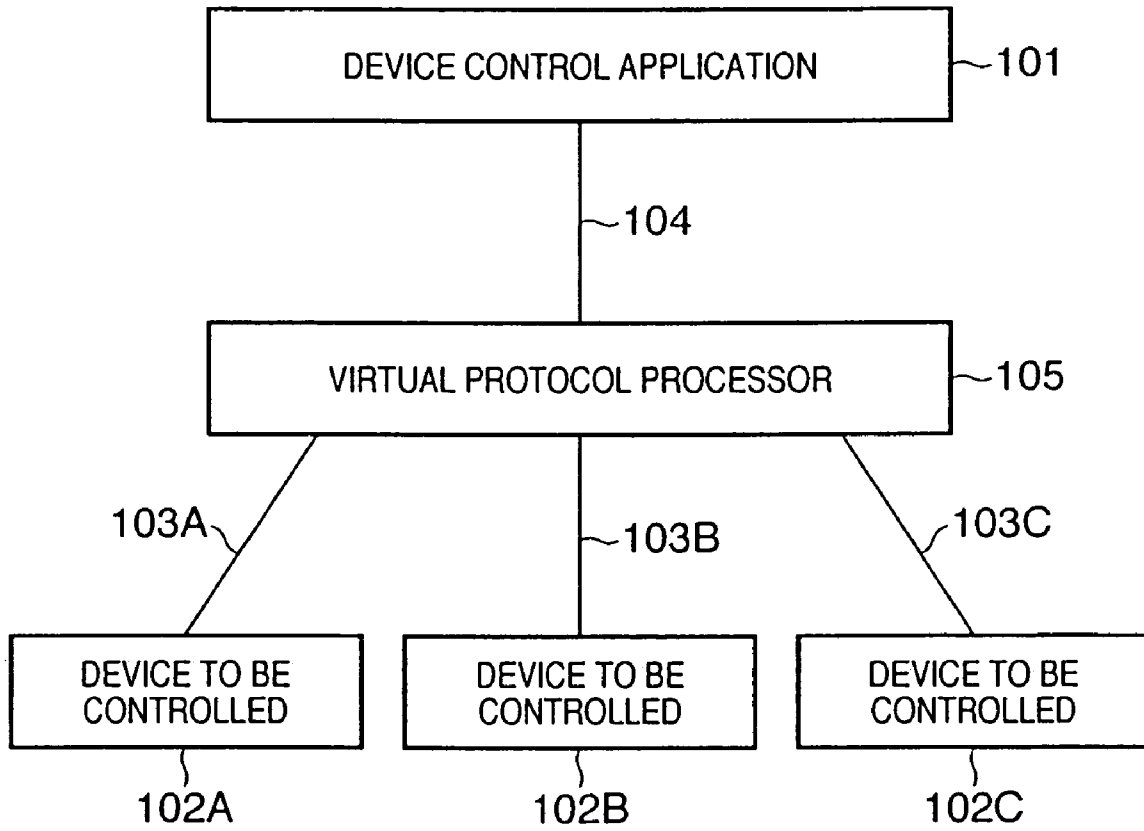 DEVICE CONTROL APPLICATION
101
104
VIRTUAL PROTOCOL PROCESSOR
105
103A
103B
103C
DEVICE TO BE
CONTROLLED
DEVICE TO BE
CONTROLLED
DEVICE TO BE
CONTROLLED
102A
102B
102C